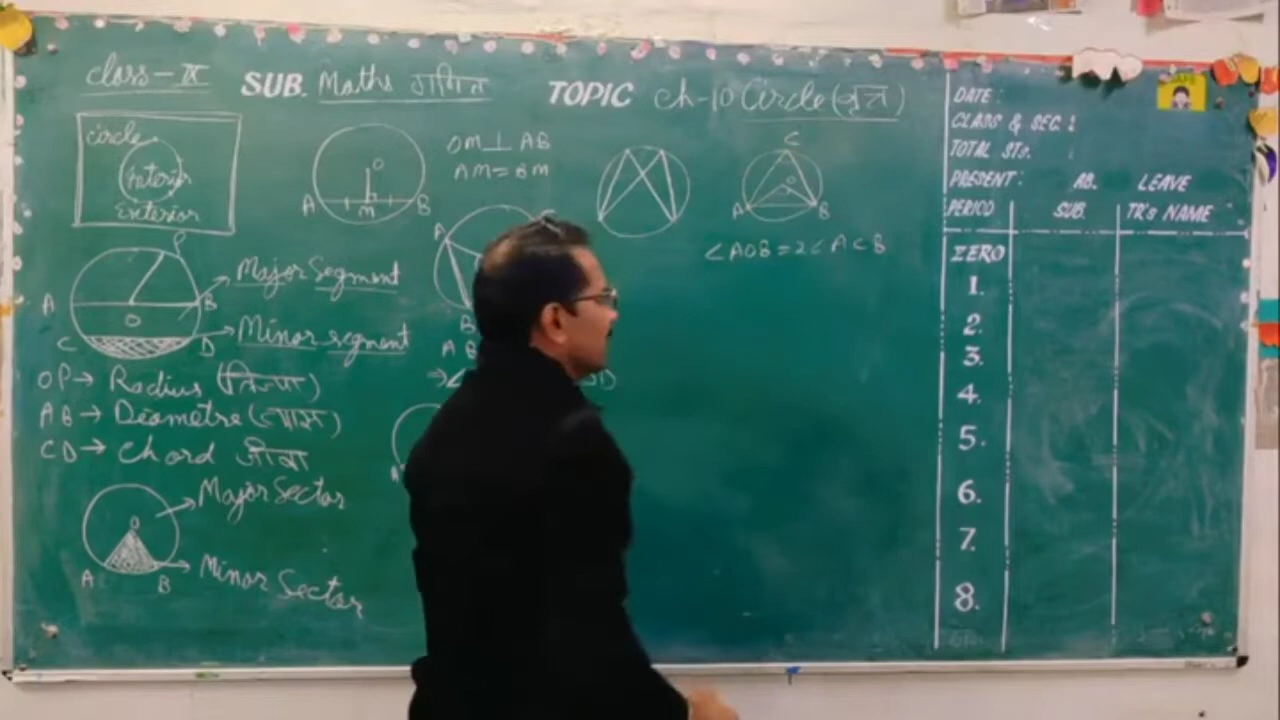 class-IX SUB. Maths गणित TOPIC ch-10 Circle (वृत्त)
circle
Interior
Exterior
O
A M B
OM⊥AB
AM=BM
C
O
A B
∠AOB=2∠ACB
P
A B
O
C D
Major Segment
Minor segment
OP→ Radius (त्रिज्या)
AB→ Diametre (व्यास)
CD→ Chord जीवा
O
A B
Major Sector
Minor Sector
A
B
AB
DATE:
CLASS & SEC:
TOTAL STs.
PRESENT: AB. LEAVE
PERIOD SUB. TR's NAME
ZERO
1.
2.
3.
4.
5.
6.
7.
8.